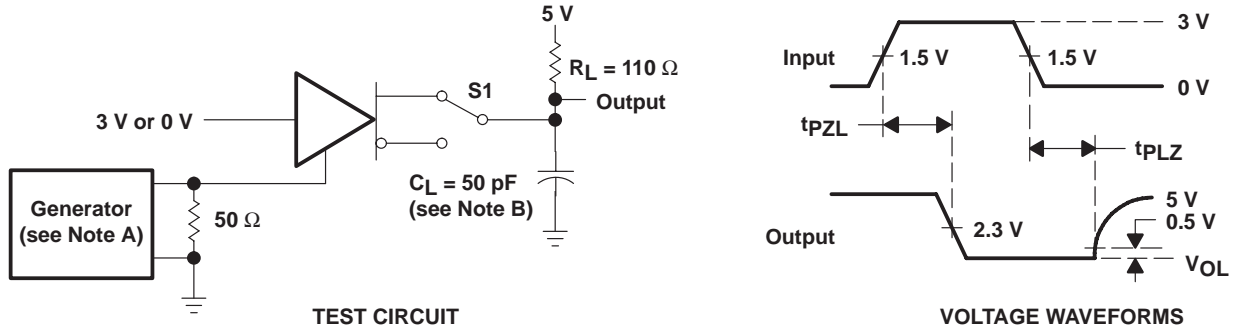 5 V
R_L = 110 Ω
S1
Output
3 V or 0 V
C_L = 50 pF
(see Note B)
Generator
(see Note A)
50 Ω
TEST CIRCUIT
3 V
Input
1.5 V
1.5 V
0 V
t_PZL
t_PLZ
5 V
0.5 V
Output
2.3 V
V_OL
VOLTAGE WAVEFORMS